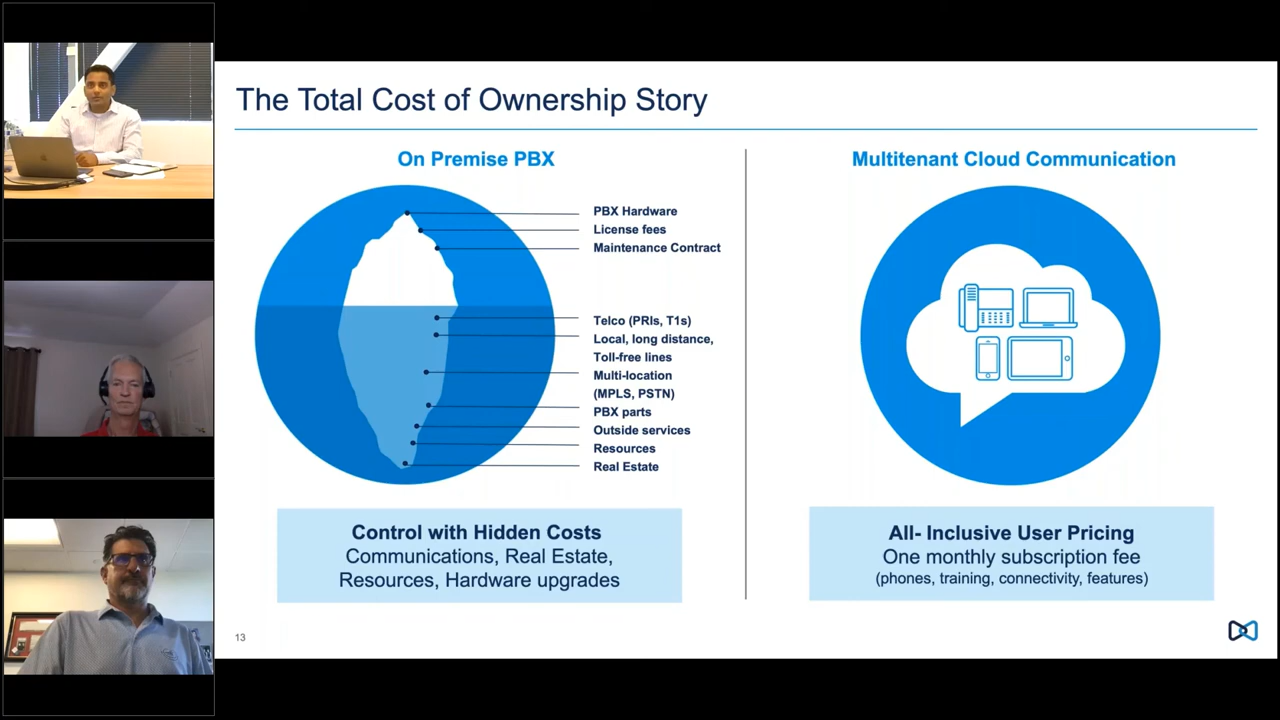 The Total Cost of Ownership Story
On Premise PBX
PBX Hardware
License fees
Maintenance Contract
Telco (PRIs, T1s)
Local, long distance,
Toll-free lines
Multi-location
(MPLS, PSTN)
PBX parts
Outside services
Resources
Real Estate
Control with Hidden Costs
Communications, Real Estate,
Resources, Hardware upgrades
Multitenant Cloud Communication
All- Inclusive User Pricing
One monthly subscription fee
(phones, training, connectivity, features)
13